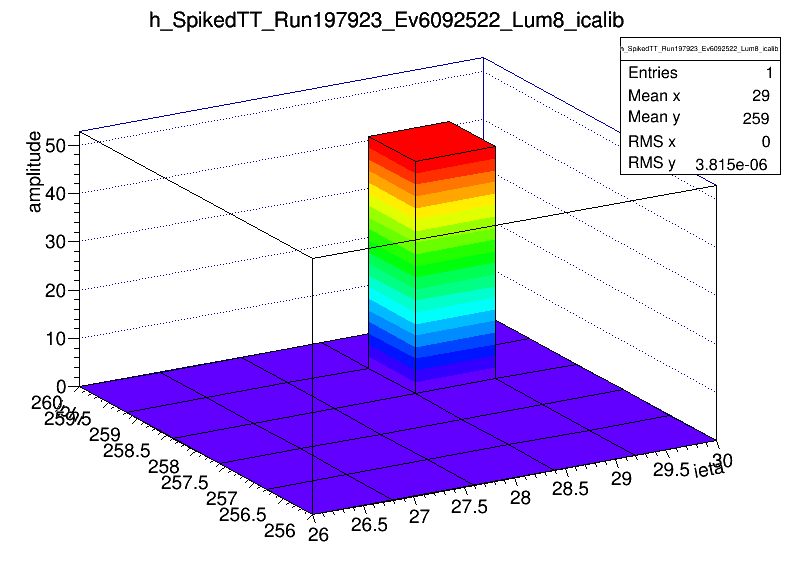 h_SpikedTT_Run197923_Ev6092522_Lum8_icalib
h_SpikedTT_Run197923_Ev6092522_Lum8_icalib
Entries 1
Mean x 29
Mean y 259
RMS x 0
RMS y 3.815e-06
amplitude
50
40
30
20
10
0
260
259.5
259
258.5
258
257.5
257
256.5
256
26
26.5
27
27.5
28
28.5
29
29.5
30
ieta